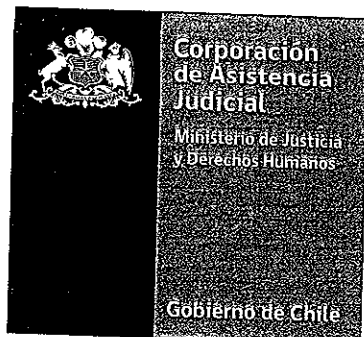 Corporación
de Asistencia
Judicial
Ministerio de Justicia
y Derechos Humanos
Gobierno de Chile